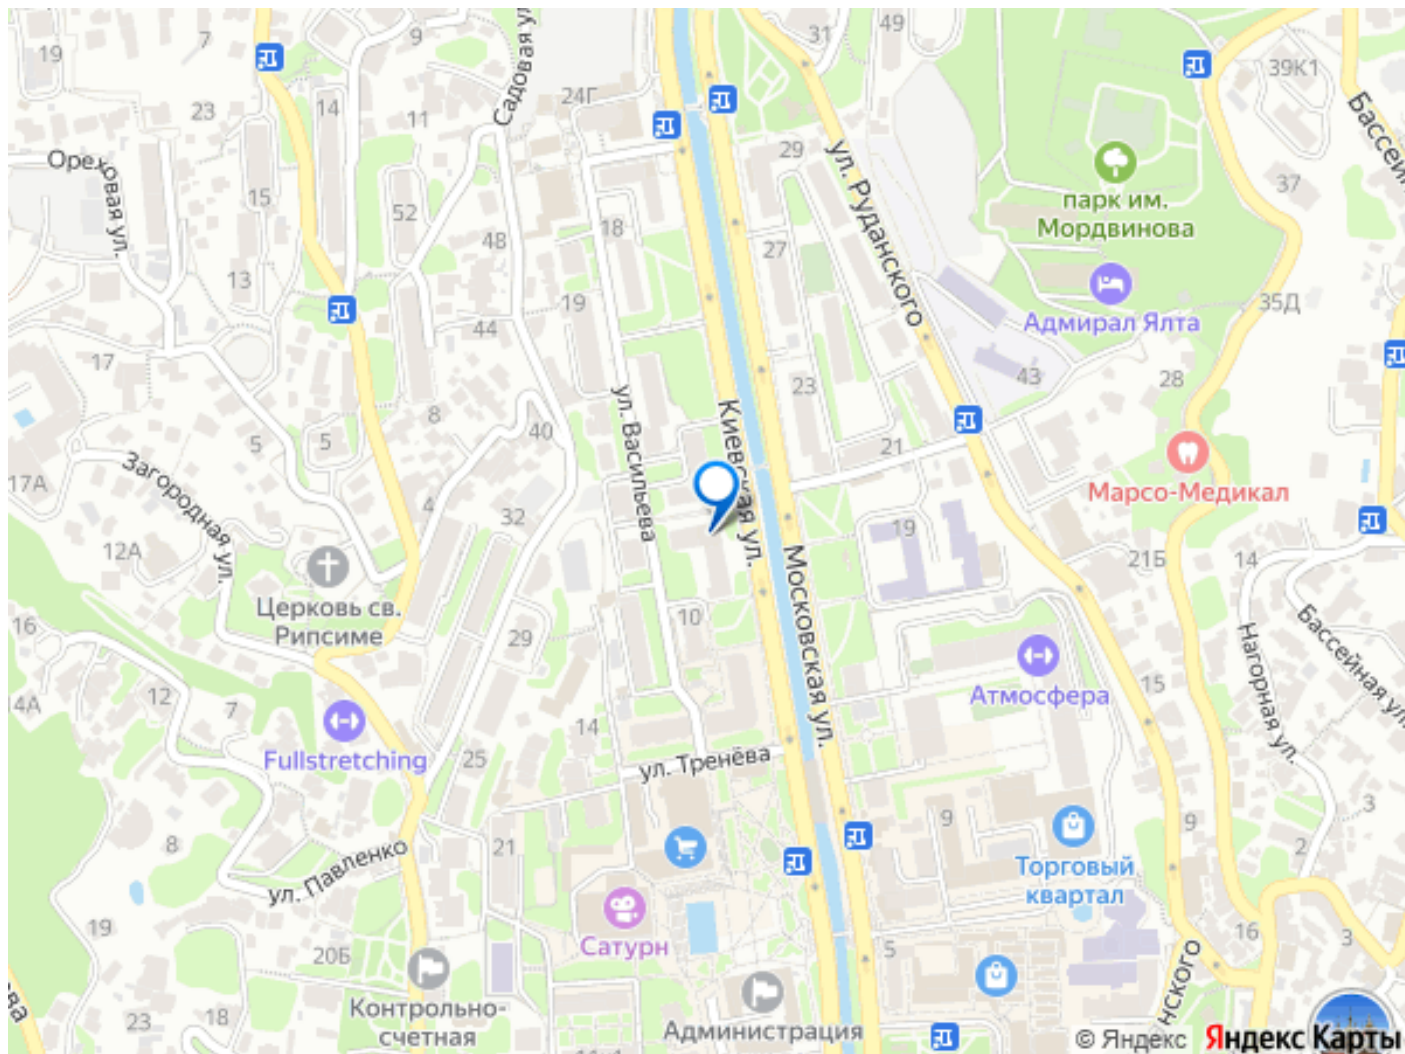 19
7
9
Садовая ул.
49
31
39К1
24Г
14
23
11
Бассейн
Ореховая ул.
29
ул. Руданского
15
52
37
парк им.
Мордвинова
18
48
27
13
19
35Д
Адмирал Ялта
44
17
43
28
23
8
ул. Васильева
Киевская ул.
5
5
40
21
17А
Загородная ул.
4
Марсо-Медикал
32
19
12А
21Б
14
Московская ул.
Церковь св.
Рипсиме
10
16
29
Нагорная ул.
Бассейная ул.
Атмосфера
15
14А
12
7
14
Fullstretching
25
ул. Тренёва
3
9
9
8
21
2
ул. Павленко
Торговый
квартал
19
16
3
20Б
Сатурн
5
нского
Контрольно-
счетная
23
18
ва
Администрация
© Яндекс
Яндекс Карты